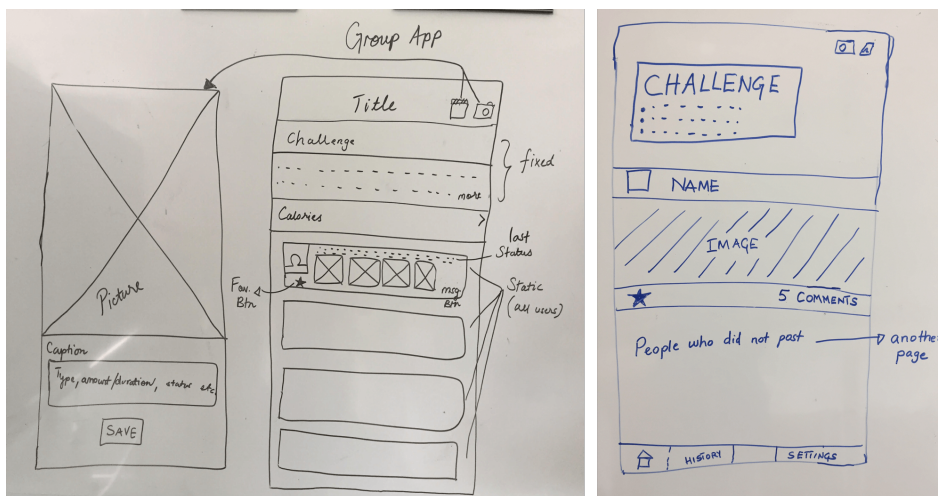 Group App
Picture
Caption
Type, amount/duration, status etc.
SAVE
Title
Challenge
more
fixed
Calories
last
Status
Fav.
Btn
msg
Btn
Static
(all users)
CHALLENGE
NAME
IMAGE
5 COMMENTS
People who did not post
another
page
HISTORY
SETTINGS